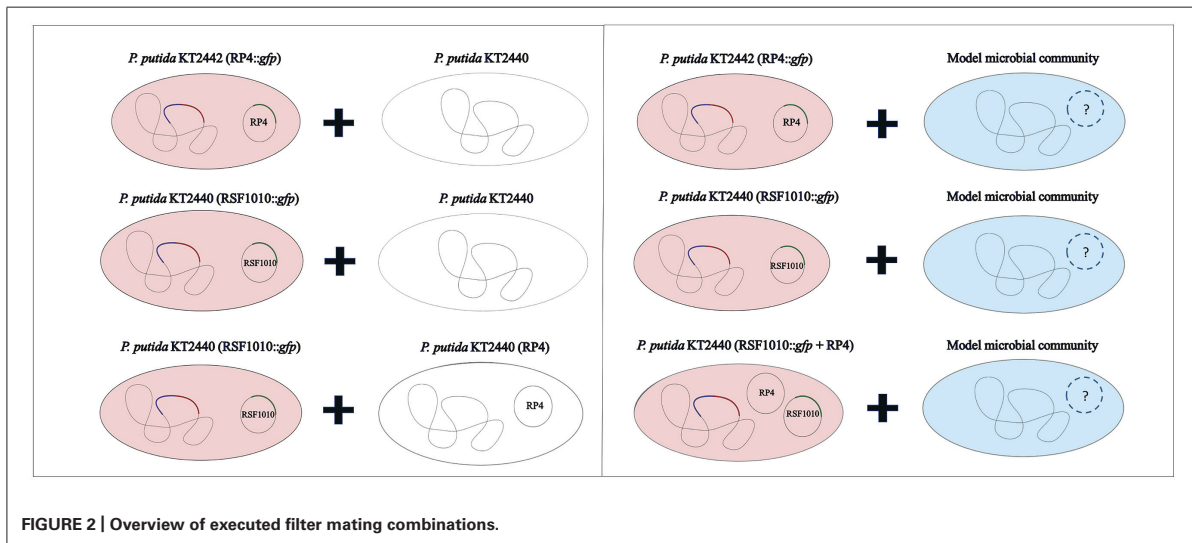 P. putida KT2442 (RP4::gfp)
P. putida KT2440
RP4
P. putida KT2440 (RSF1010::gfp)
P. putida KT2440
RSF1010
P. putida KT2440 (RSF1010::gfp)
P. putida KT2440 (RP4)
RSF1010
RP4
P. putida KT2442 (RP4::gfp)
Model microbial community
RP4
?
P. putida KT2440 (RSF1010::gfp)
Model microbial community
RSF1010
?
P. putida KT2440 (RSF1010::gfp + RP4)
Model microbial community
RP4
RSF1010
?
FIGURE 2 | Overview of executed filter mating combinations.